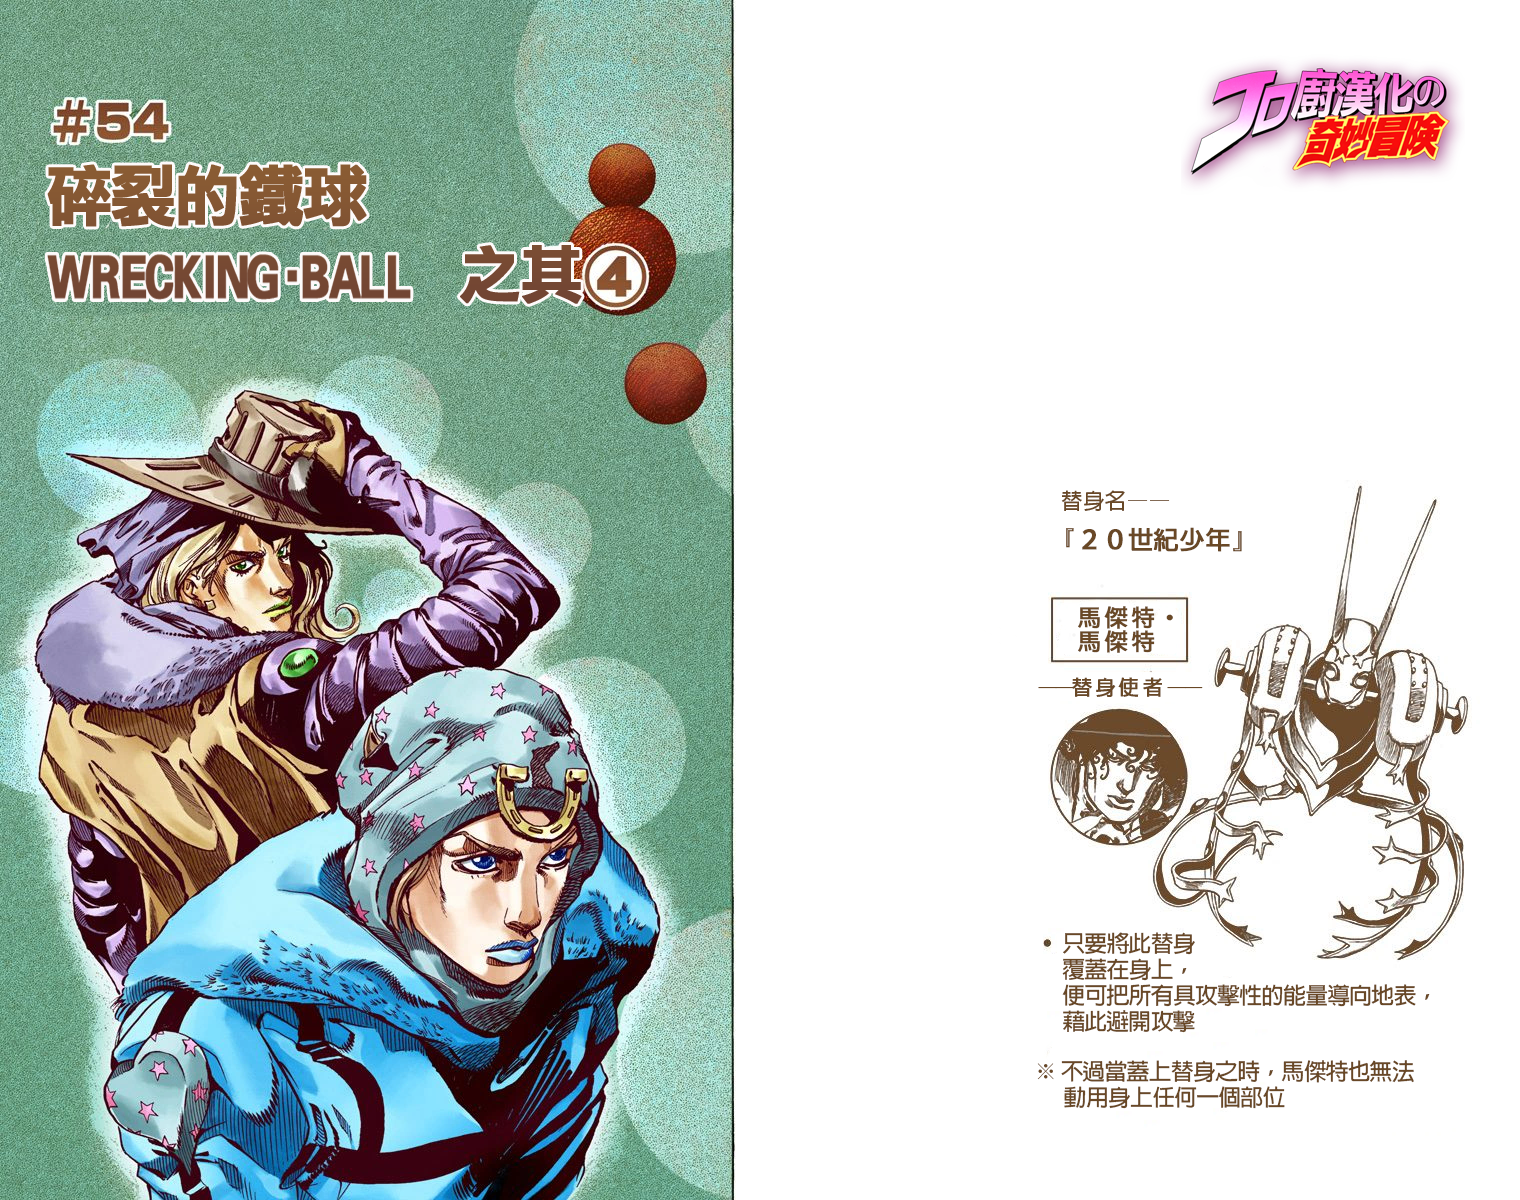 #54
碎裂的鐵球
WRECKING·BALL 之其④
JO廚漢化の
奇妙冒険
替身名——
『２０世紀少年』
馬傑特・
馬傑特
—替身使者—
• 只要將此替身
覆蓋在身上，
便可把所有具攻擊性的能量導向地表，
藉此避開攻擊
※ 不過當蓋上替身之時，馬傑特也無法
動用身上任何一個部位